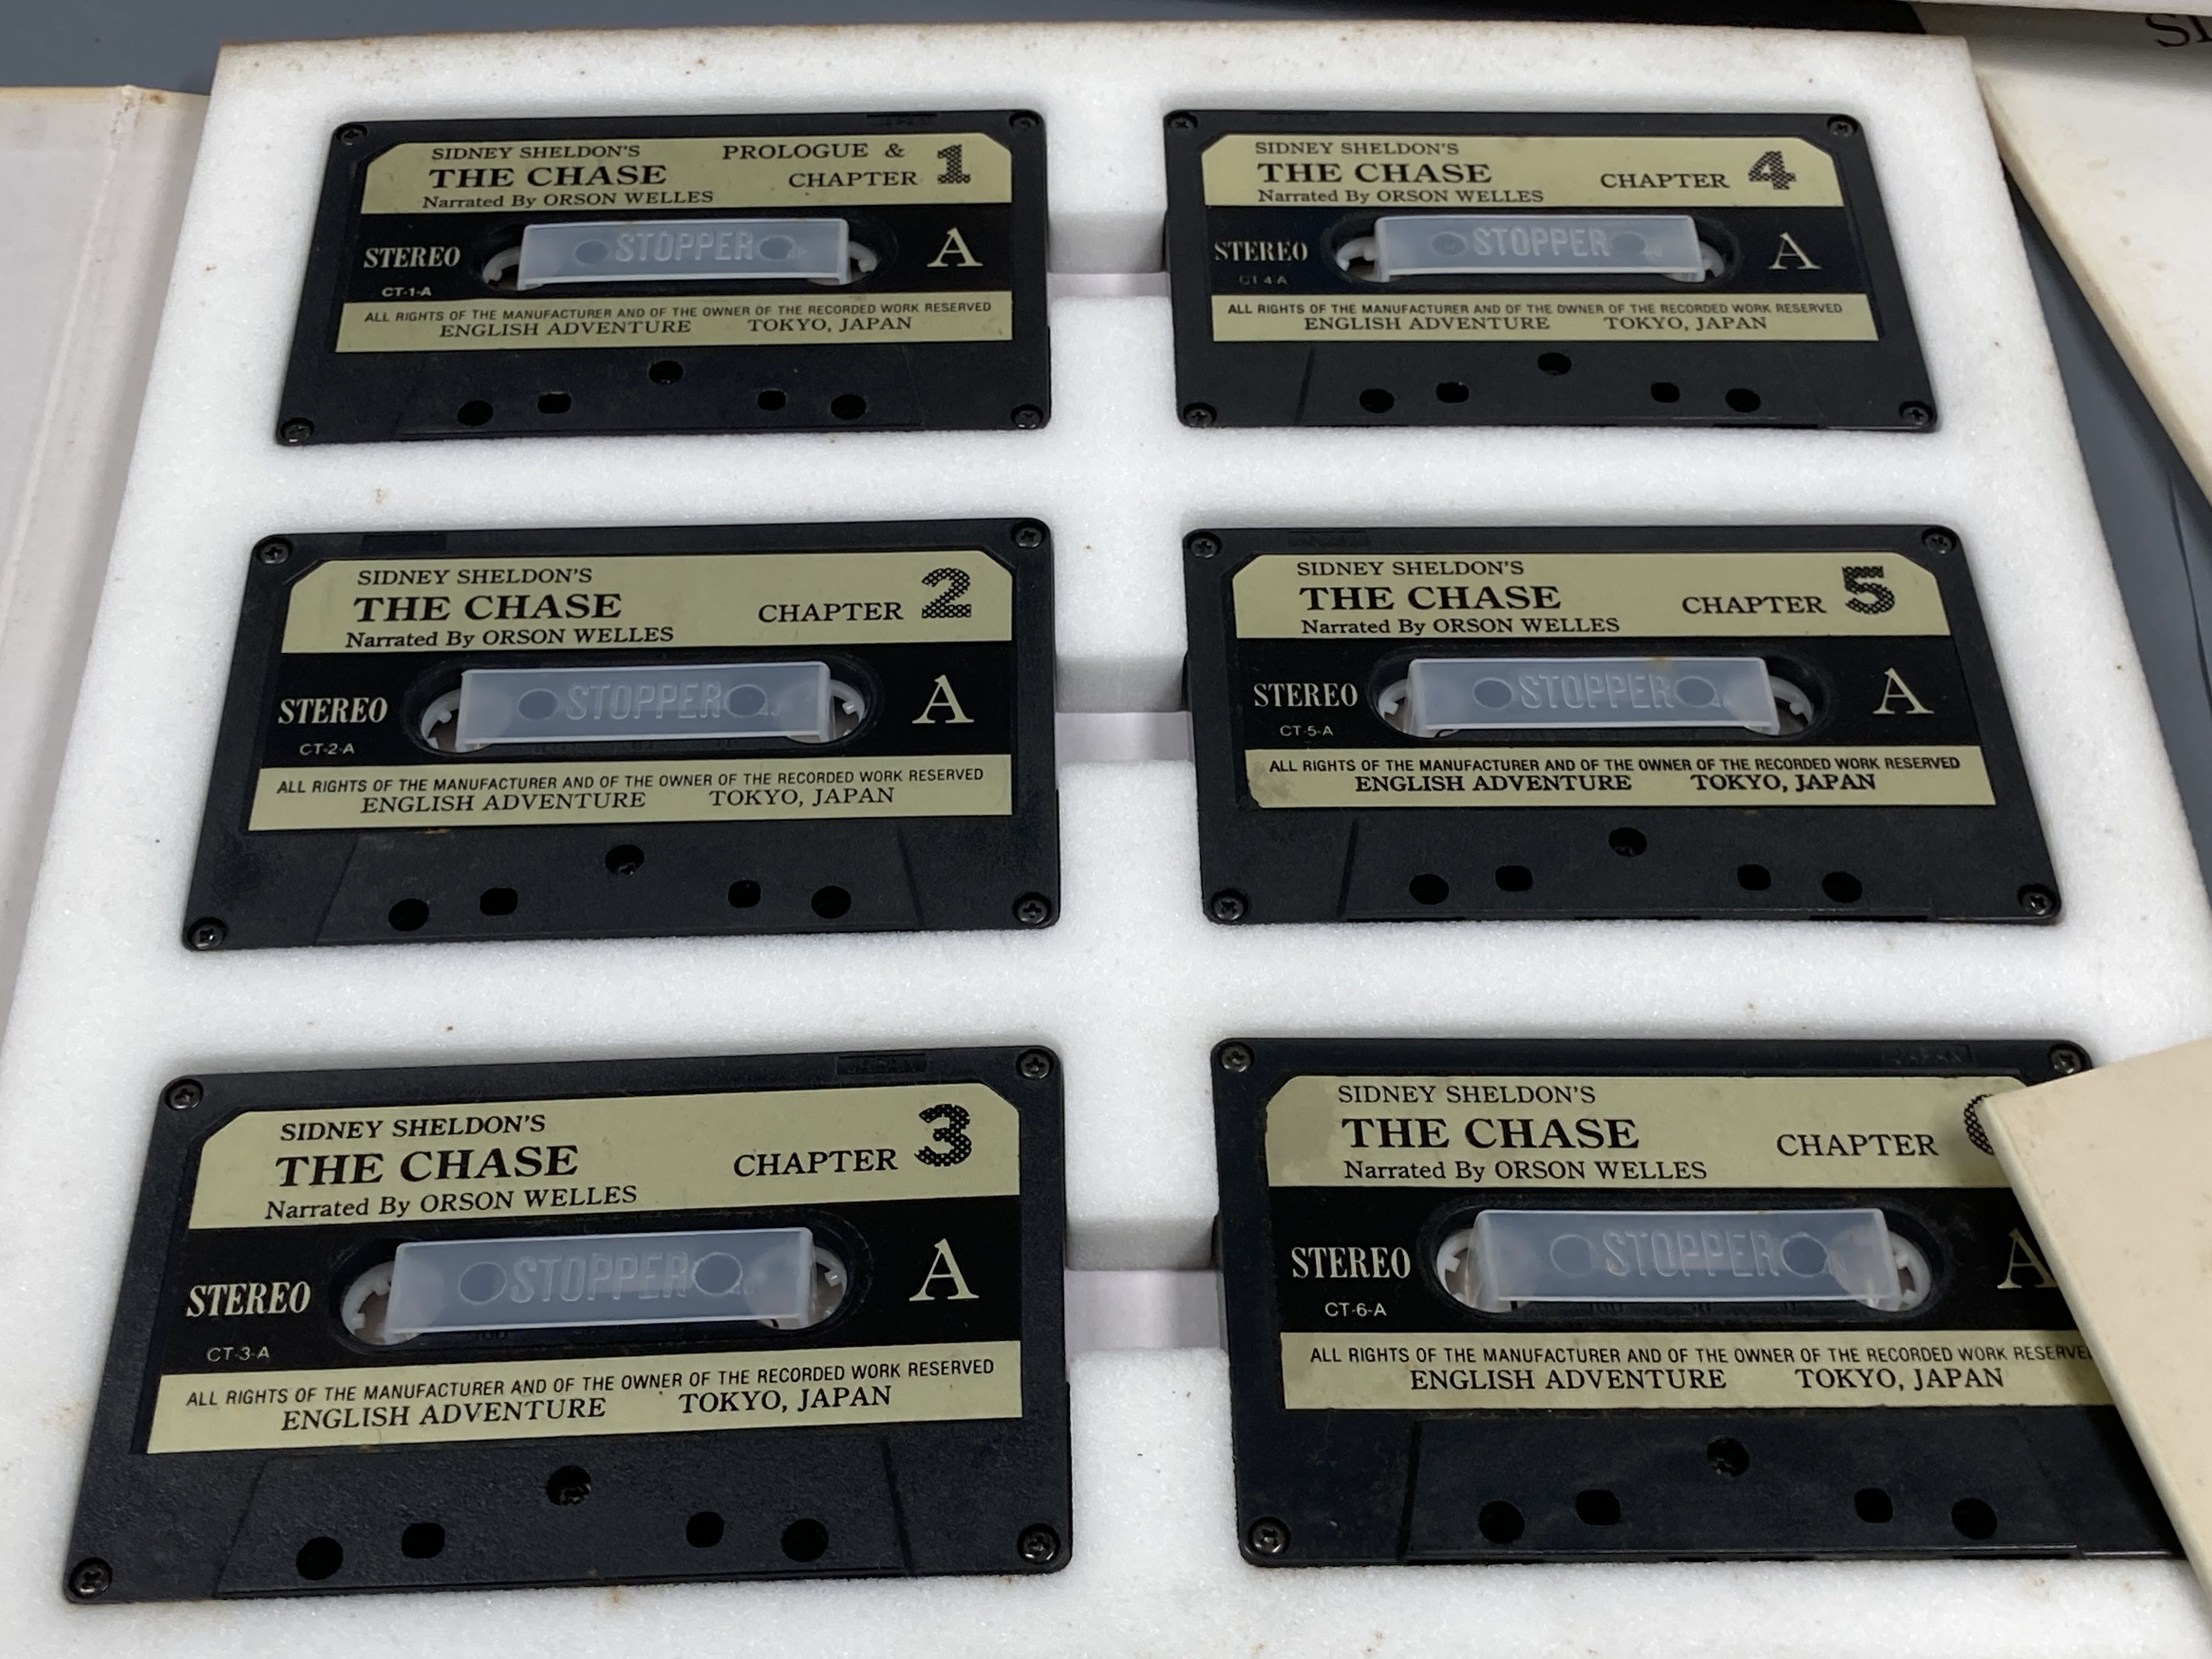 SIDNEY SHELDON'S
THE CHASE
Narrated By ORSON WELLES
PROLOGUE &
CHAPTER 1
STEREO
STOPPER
A
CT-1-A
ALL RIGHTS OF THE MANUFACTURER AND OF THE OWNER OF THE RECORDED WORK RESERVED
ENGLISH ADVENTURE TOKYO, JAPAN
SIDNEY SHELDON'S
THE CHASE
Narrated By ORSON WELLES
CHAPTER 4
STEREO
STOPPER
A
CT-4-A
ALL RIGHTS OF THE MANUFACTURER AND OF THE OWNER OF THE RECORDED WORK RESERVED
ENGLISH ADVENTURE TOKYO, JAPAN
SIDNEY SHELDON'S
THE CHASE
Narrated By ORSON WELLES
CHAPTER 2
STEREO
STOPPER
A
CT-2-A
ALL RIGHTS OF THE MANUFACTURER AND OF THE OWNER OF THE RECORDED WORK RESERVED
ENGLISH ADVENTURE TOKYO, JAPAN
SIDNEY SHELDON'S
THE CHASE
Narrated By ORSON WELLES
CHAPTER 5
STEREO
STOPPER
A
CT-5-A
ALL RIGHTS OF THE MANUFACTURER AND OF THE OWNER OF THE RECORDED WORK RESERVED
ENGLISH ADVENTURE TOKYO, JAPAN
JAPAN
SIDNEY SHELDON'S
THE CHASE
Narrated By ORSON WELLES
CHAPTER 3
STEREO
STOPPER
A
CT-3-A
ALL RIGHTS OF THE MANUFACTURER AND OF THE OWNER OF THE RECORDED WORK RESERVED
ENGLISH ADVENTURE TOKYO, JAPAN
JAPAN
SIDNEY SHELDON'S
THE CHASE
Narrated By ORSON WELLES
CHAPTER
STEREO
STOPPER
A
CT-6-A
ALL RIGHTS OF THE MANUFACTURER AND OF THE OWNER OF THE RECORDED WORK RESERVE
ENGLISH ADVENTURE TOKYO, JAPAN